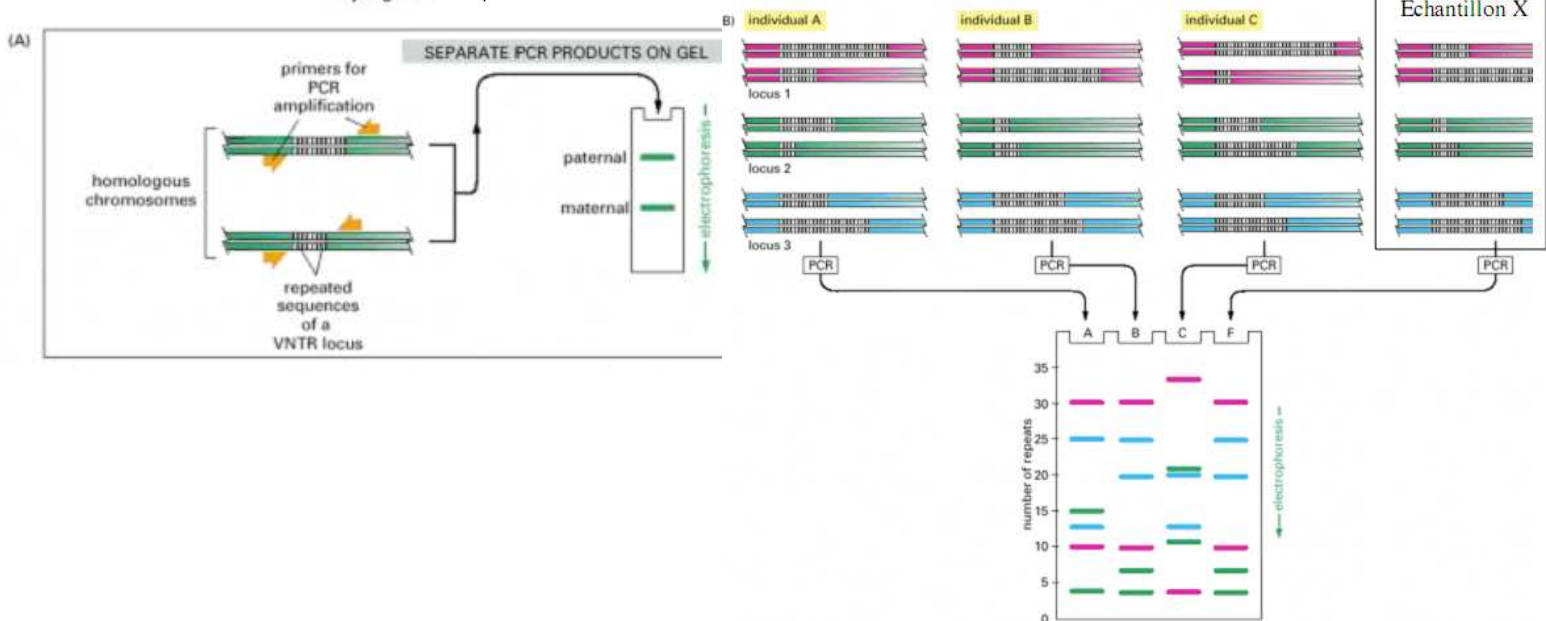 (A)
SEPARATE PCR PRODUCTS ON GEL
primers for
PCR
amplification
homologous
chromosomes
repeated
sequences
of a
VNTR locus
paternal
maternal
electrophoresis
B)
individual A
individual B
individual C
Echantillon X
locus 1
locus 2
locus 3
PCR
PCR
PCR
PCR
A
B
C
F
number of repeats
35
30
25
20
15
10
5
0
electrophoresis